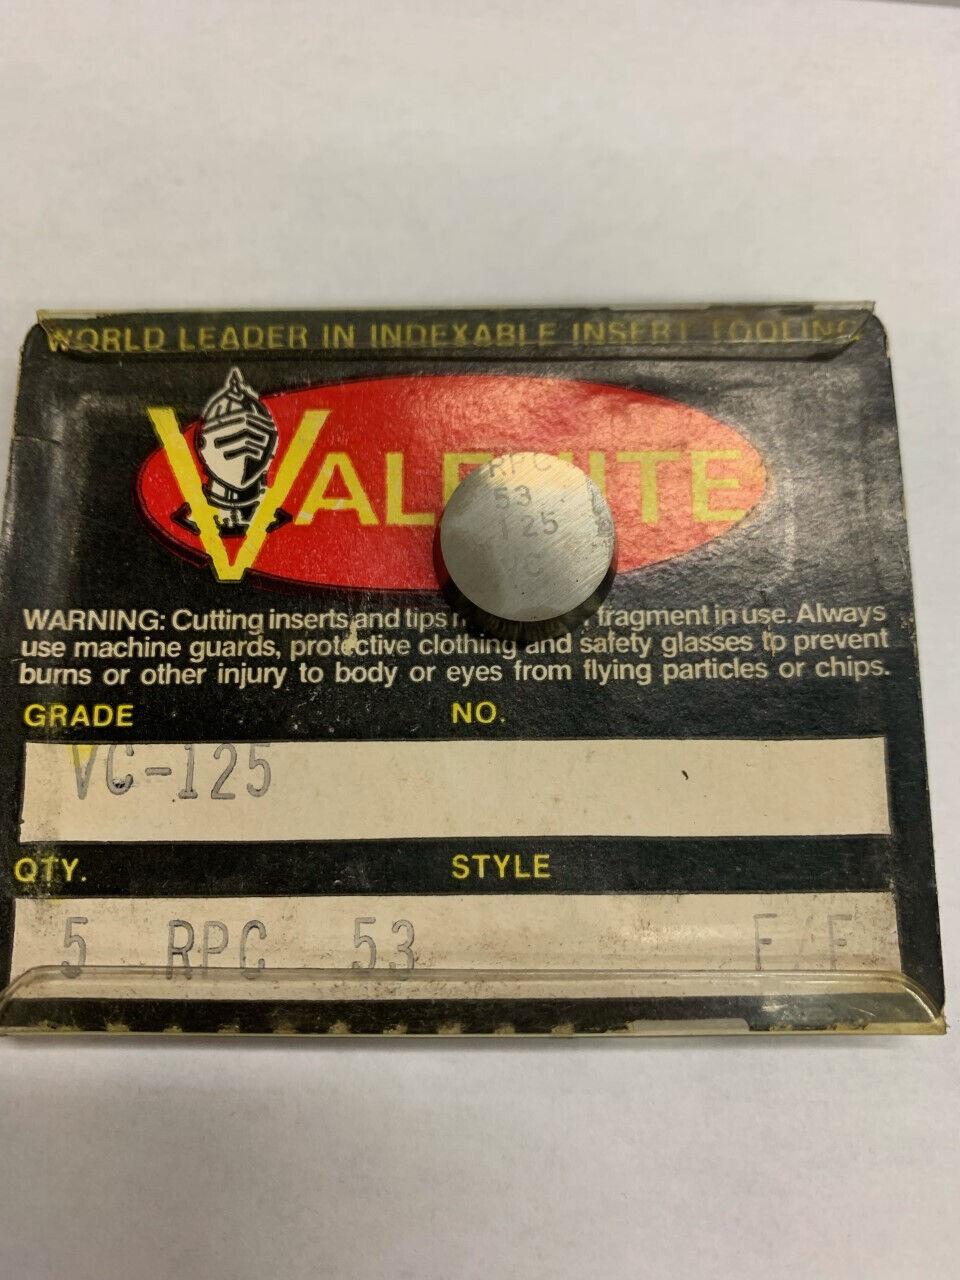 WORLD LEADER IN INDEXABLE INSERT TOOLING
VALENITE
RPC
53
125
VC
WARNING: Cutting inserts and tips fragment in use. Always
use machine guards, protective clothing and safety glasses to prevent
burns or other injury to body or eyes from flying particles or chips.
GRADE NO.
VC-125
QTY. STYLE
5 RPC 53 F F